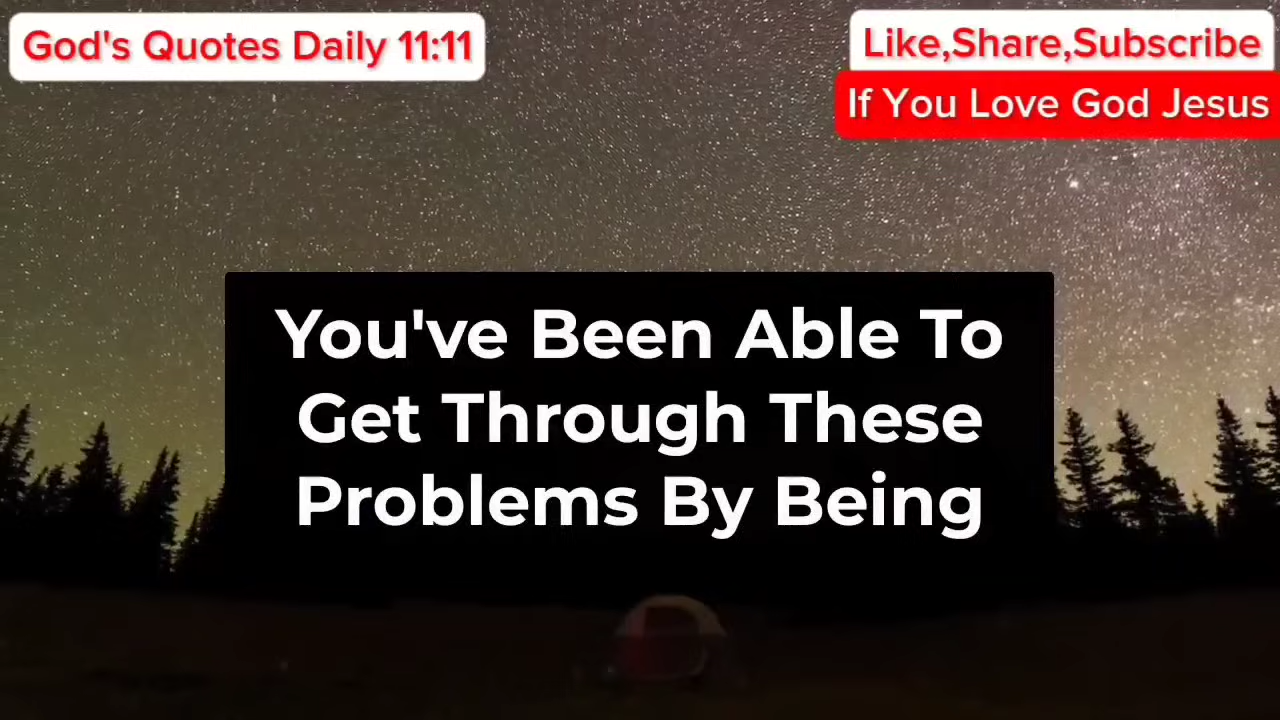 God's Quotes Daily 11:11
Like,Share,Subscribe
If You Love God Jesus
You've Been Able To
Get Through These
Problems By Being